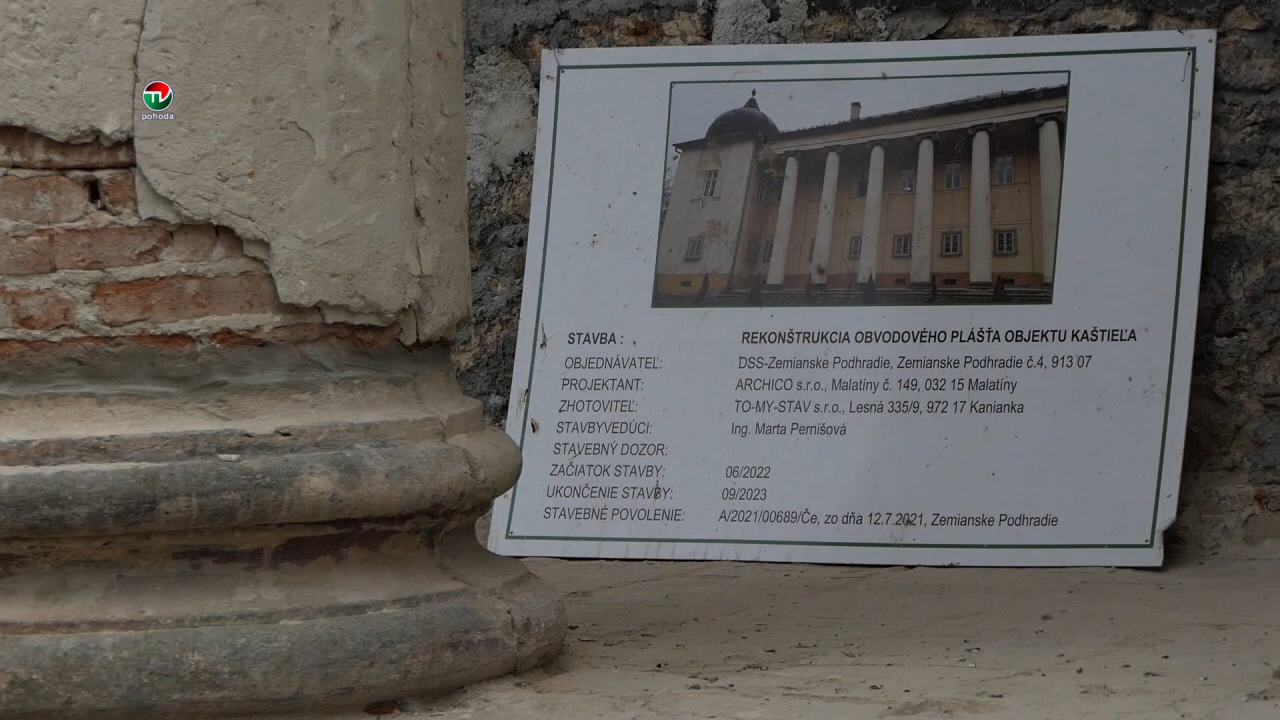 TV
pohoda
STAVBA : REKONŠTRUKCIA OBVODOVÉHO PLÁŠŤA OBJEKTU KAŠTIEĽA
OBJEDNÁVATEĽ: DSS-Zemianske Podhradie, Zemianske Podhradie č.4, 913 07
PROJEKTANT: ARCHICO s.r.o., Malatíny č. 149, 032 15 Malatíny
ZHOTOVITEĽ: TO-MY-STAV s.r.o., Lesná 335/9, 972 17 Kanianka
STAVBYVEDÚCI: Ing. Marta Pernišová
STAVEBNÝ DOZOR:
ZAČIATOK STAVBY: 06/2022
UKONČENIE STAVBY: 09/2023
STAVEBNÉ POVOLENIE: A/2021/00689/Če, zo dňa 12.7.2021, Zemianske Podhradie